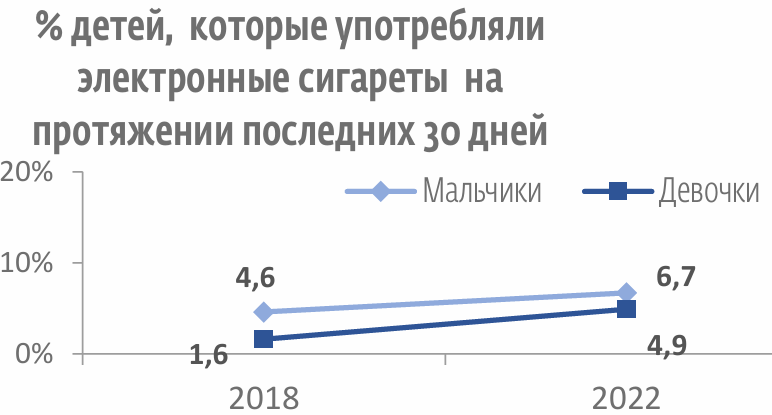 % детей, которые употребляли
электронные сигареты на
протяжении последних 30 дней
20%
Мальчики Девочки
10%
4,6 6,7
0%
1,6 4,9
2018 2022